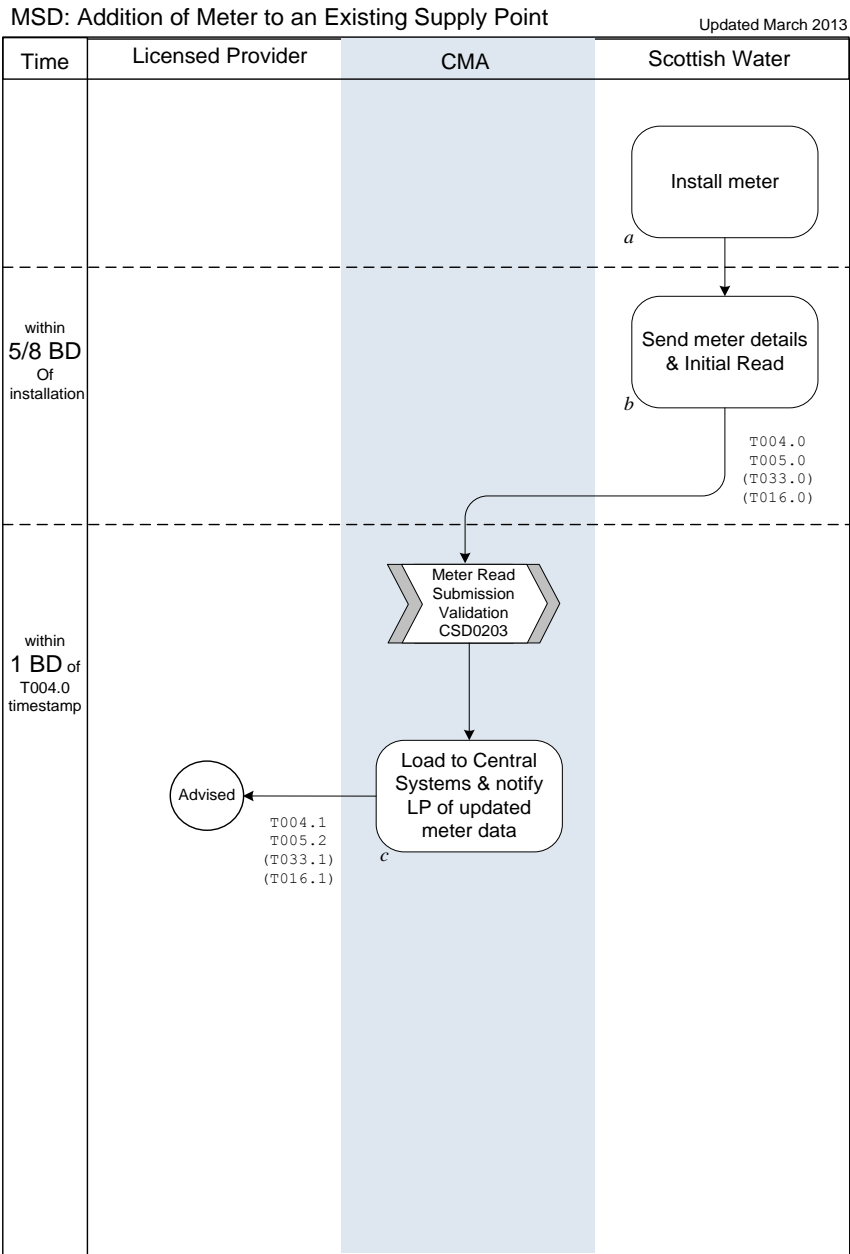 MSD: Addition of Meter to an Existing Supply Point
Updated March 2013
Time
Licensed Provider
CMA
Scottish Water
Install meter
a
within
5/8 BD
Of
installation
Send meter details
& Initial Read
b
T004.0
T005.0
(T033.0)
(T016.0)
Meter Read
Submission
Validation
CSD0203
within
1 BD of
T004.0
timestamp
Load to Central
Systems & notify
LP of updated
meter data
c
Advised
T004.1
T005.2
(T033.1)
(T016.1)